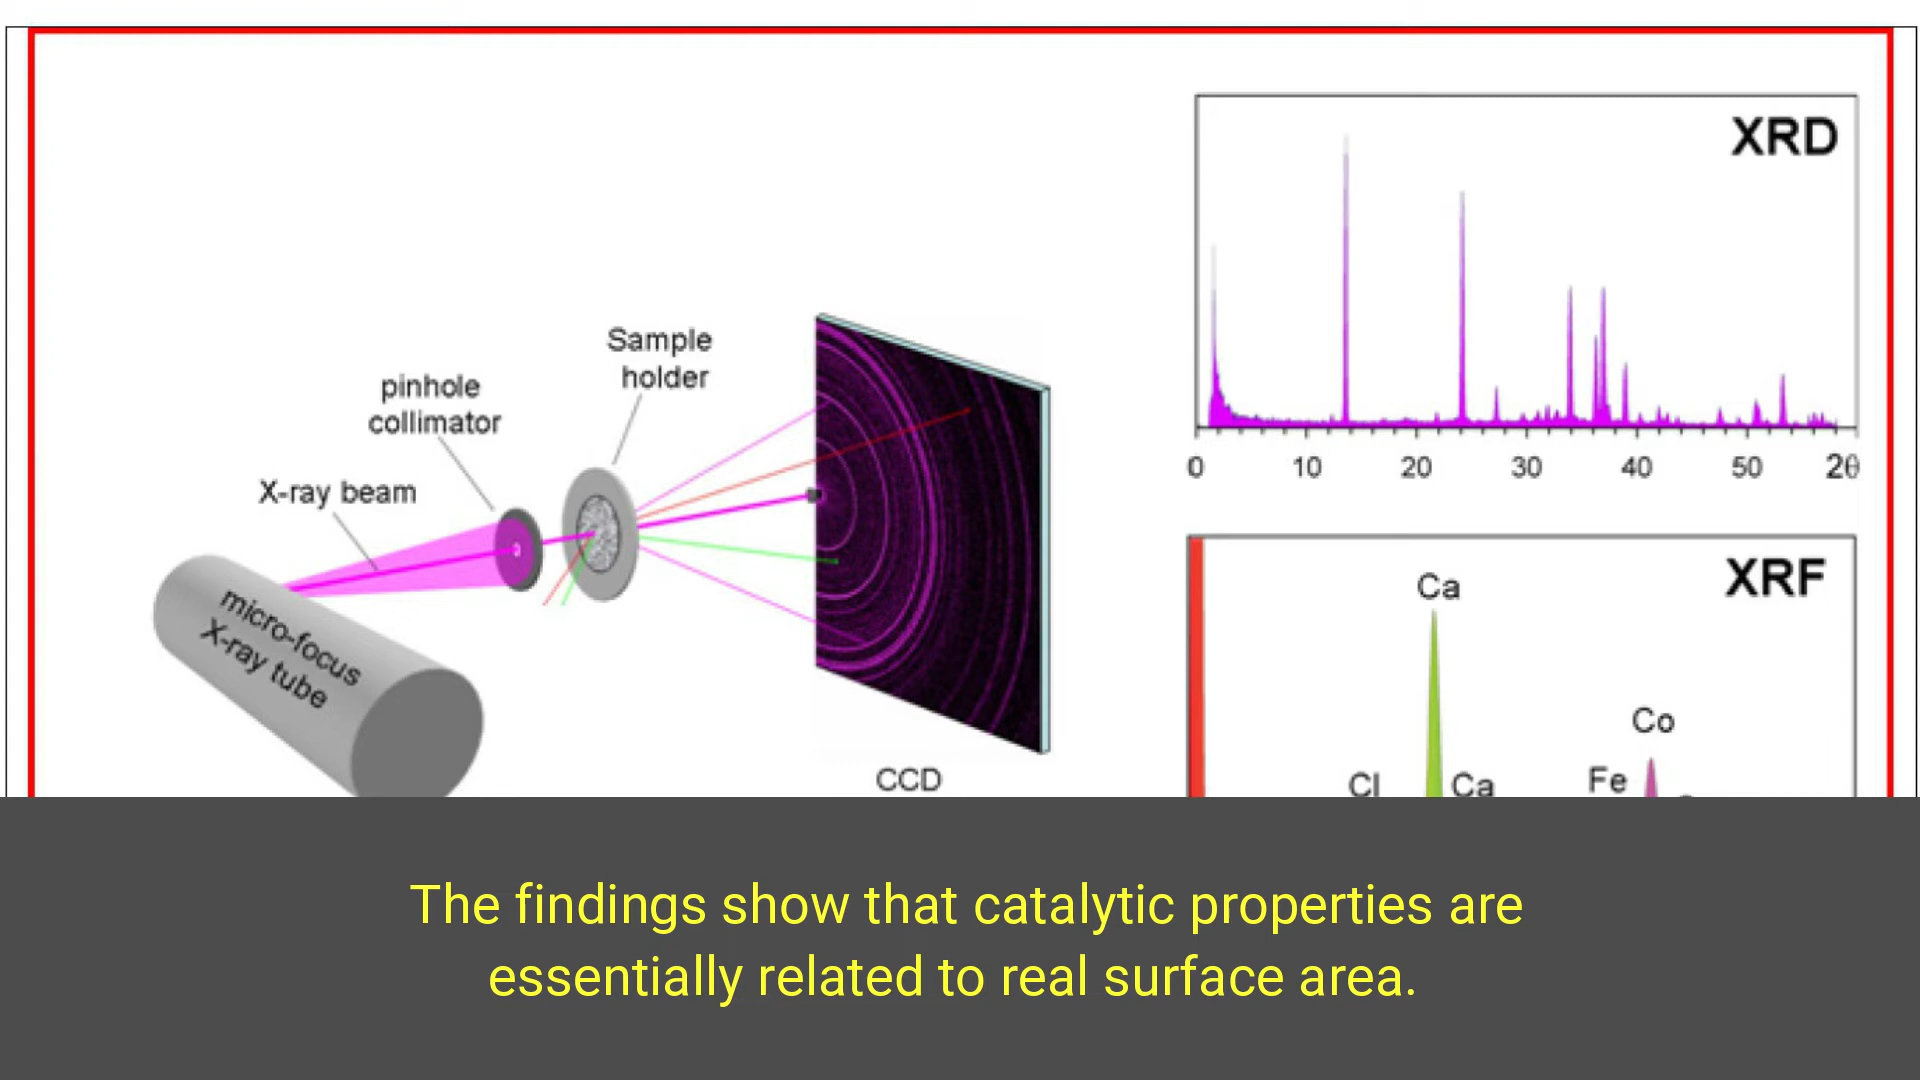 XRD
Sample
holder
pinhole
collimator
X-ray beam
micro-focus
X-ray tube
CCD
0 10 20 30 40 50 2θ
XRF
Ca
Co
Cl Ca Fe
The findings show that catalytic properties are
essentially related to real surface area.